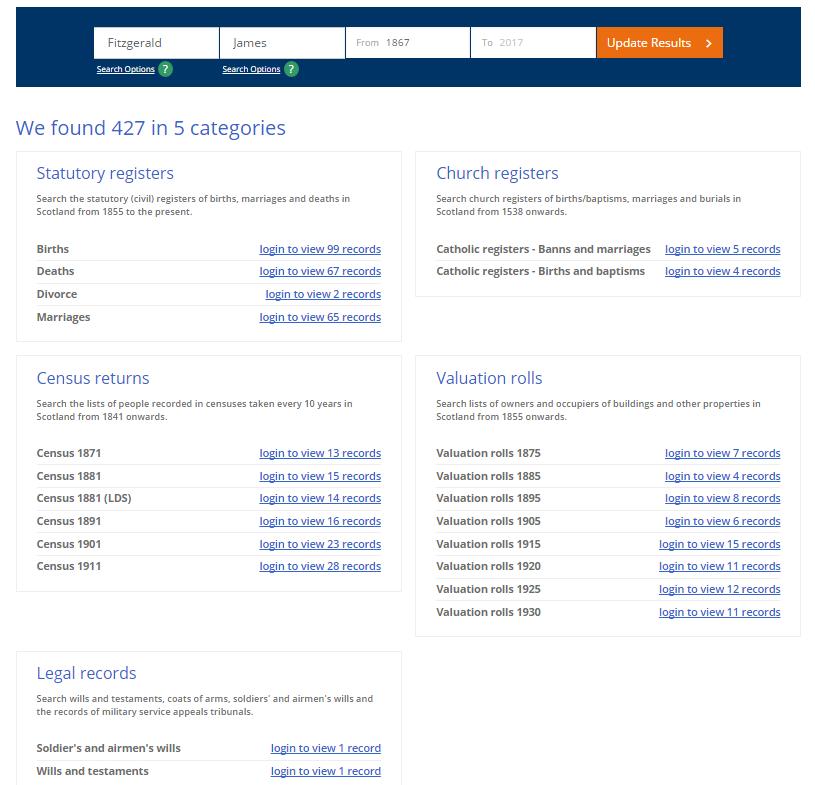 Fitzgerald James From 1867 To 2017 Update Results
Search Options ? Search Options ?
We found 427 in 5 categories
Statutory registers
Search the statutory (civil) registers of births, marriages and deaths in
Scotland from 1855 to the present.
Births login to view 99 records
Deaths login to view 67 records
Divorce login to view 2 records
Marriages login to view 65 records
Church registers
Search church registers of births/baptisms, marriages and burials in
Scotland from 1538 onwards.
Catholic registers - Banns and marriages login to view 5 records
Catholic registers - Births and baptisms login to view 4 records
Census returns
Search the lists of people recorded in censuses taken every 10 years in
Scotland from 1841 onwards.
Census 1871 login to view 13 records
Census 1881 login to view 15 records
Census 1881 (LDS) login to view 14 records
Census 1891 login to view 16 records
Census 1901 login to view 23 records
Census 1911 login to view 28 records
Valuation rolls
Search lists of owners and occupiers of buildings and other properties in
Scotland from 1855 onwards.
Valuation rolls 1875 login to view 7 records
Valuation rolls 1885 login to view 4 records
Valuation rolls 1895 login to view 8 records
Valuation rolls 1905 login to view 6 records
Valuation rolls 1915 login to view 15 records
Valuation rolls 1920 login to view 11 records
Valuation rolls 1925 login to view 12 records
Valuation rolls 1930 login to view 11 records
Legal records
Search wills and testaments, coats of arms, soldiers' and airmen's wills and
the records of military service appeals tribunals.
Soldier's and airmen's wills login to view 1 record
Wills and testaments login to view 1 record